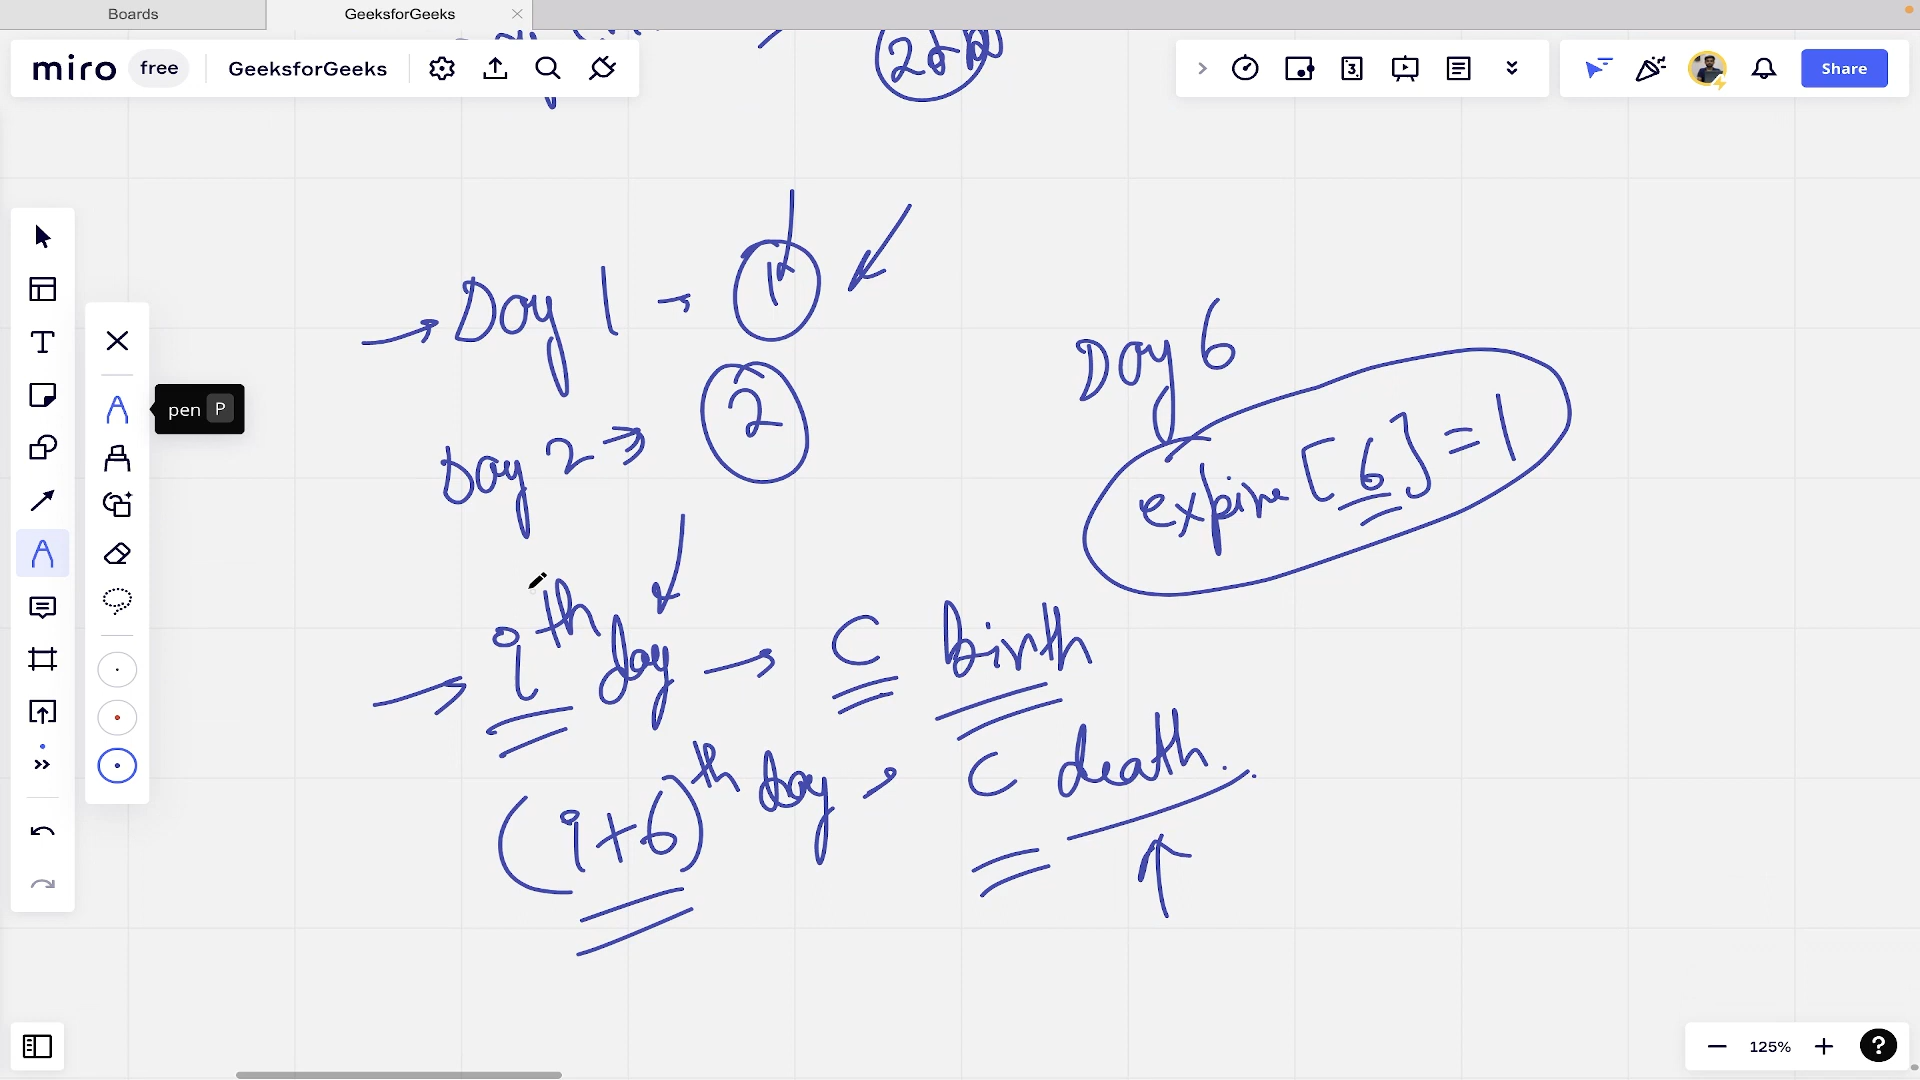 Boards
GeeksforGeeks
miro free GeeksforGeeks
Share
Day 1 → 1
Day 2 → 2
Day 6
expire [6] = 1
pen P
ith day → C birth
(i+6)th day → C death.
125%